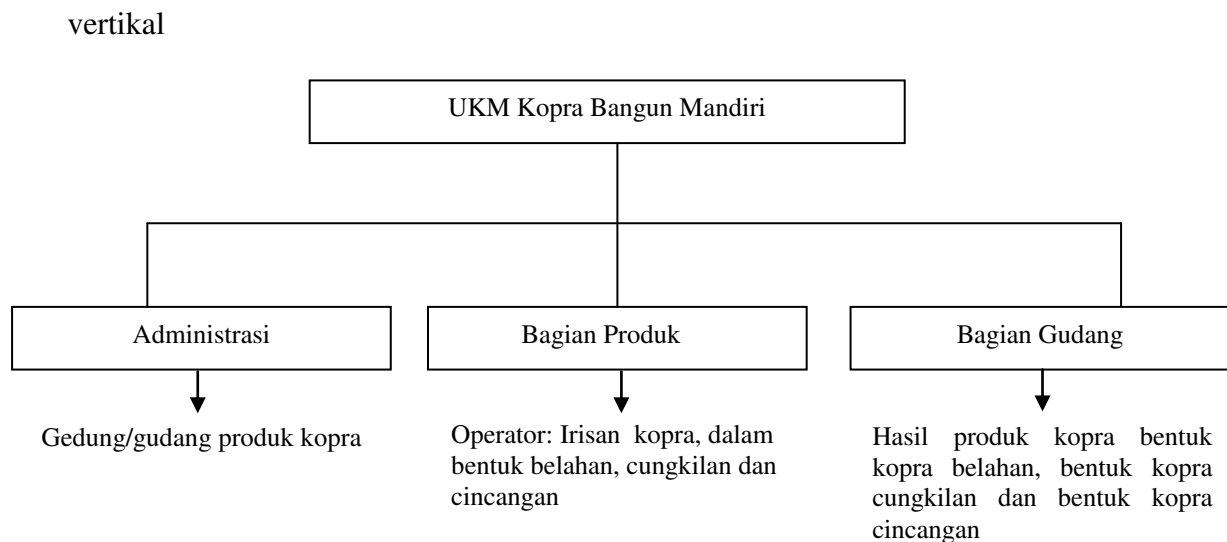 vertikal
UKM Kopra Bangun Mandiri
Administrasi
Bagian Produk
Bagian Gudang
Gedung/gudang produk kopra
Operator: Irisan kopra, dalam
bentuk belahan, cungkilan dan
cincangan
Hasil produk kopra bentuk
kopra belahan, bentuk kopra
cungkilan dan bentuk kopra
cincangan